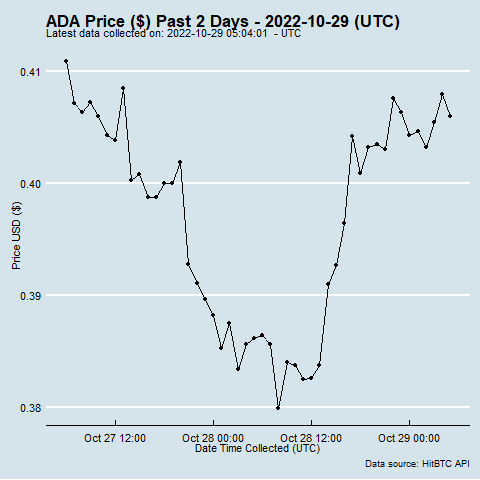 ADA Price ($) Past 2 Days - 2022-10-29 (UTC)
Latest data collected on: 2022-10-29 05:04:01 - UTC
0.41
0.40
0.39
0.38
Price USD ($)
Oct 27 12:00 Oct 28 00:00 Oct 28 12:00 Oct 29 00:00
Date Time Collected (UTC)
Data source: HitBTC API